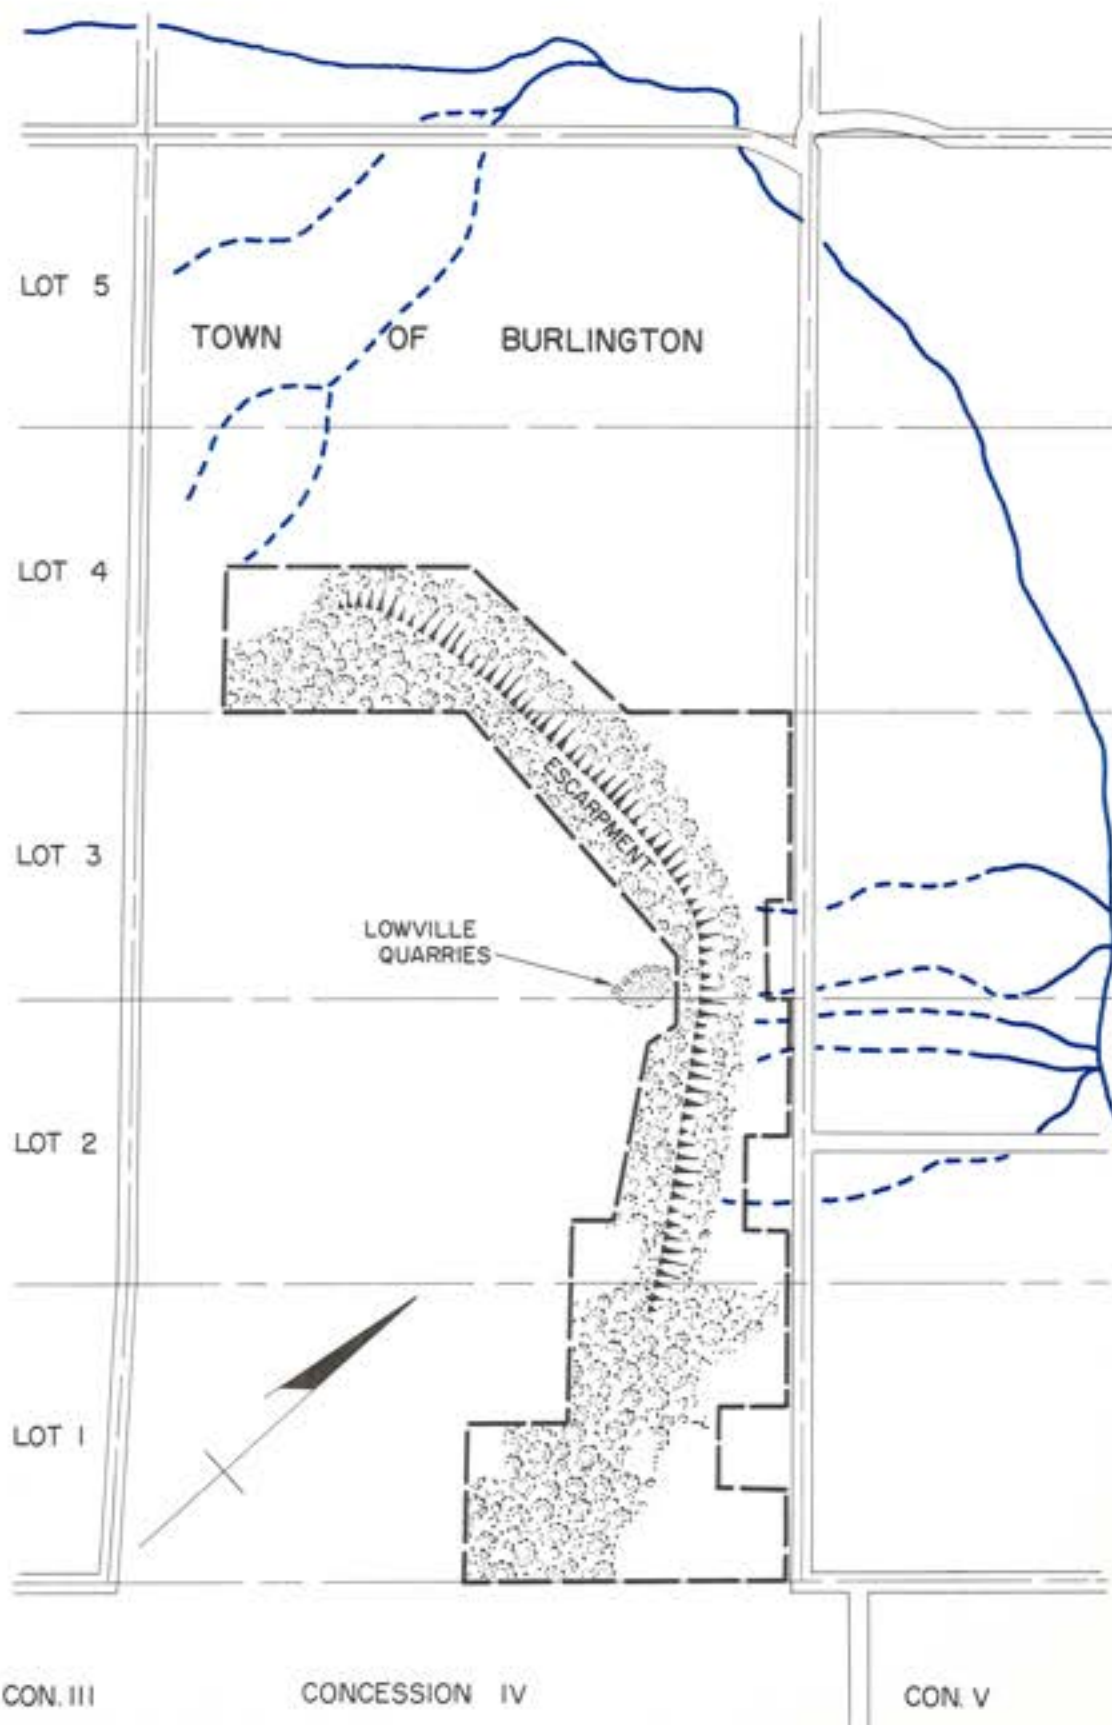 LOT 5
TOWN OF BURLINGTON
LOT 4
ESCARPMENT
LOT 3
LOWVILLE
QUARRIES
LOT 2
LOT 1
CON. III
CONCESSION IV
CON. V